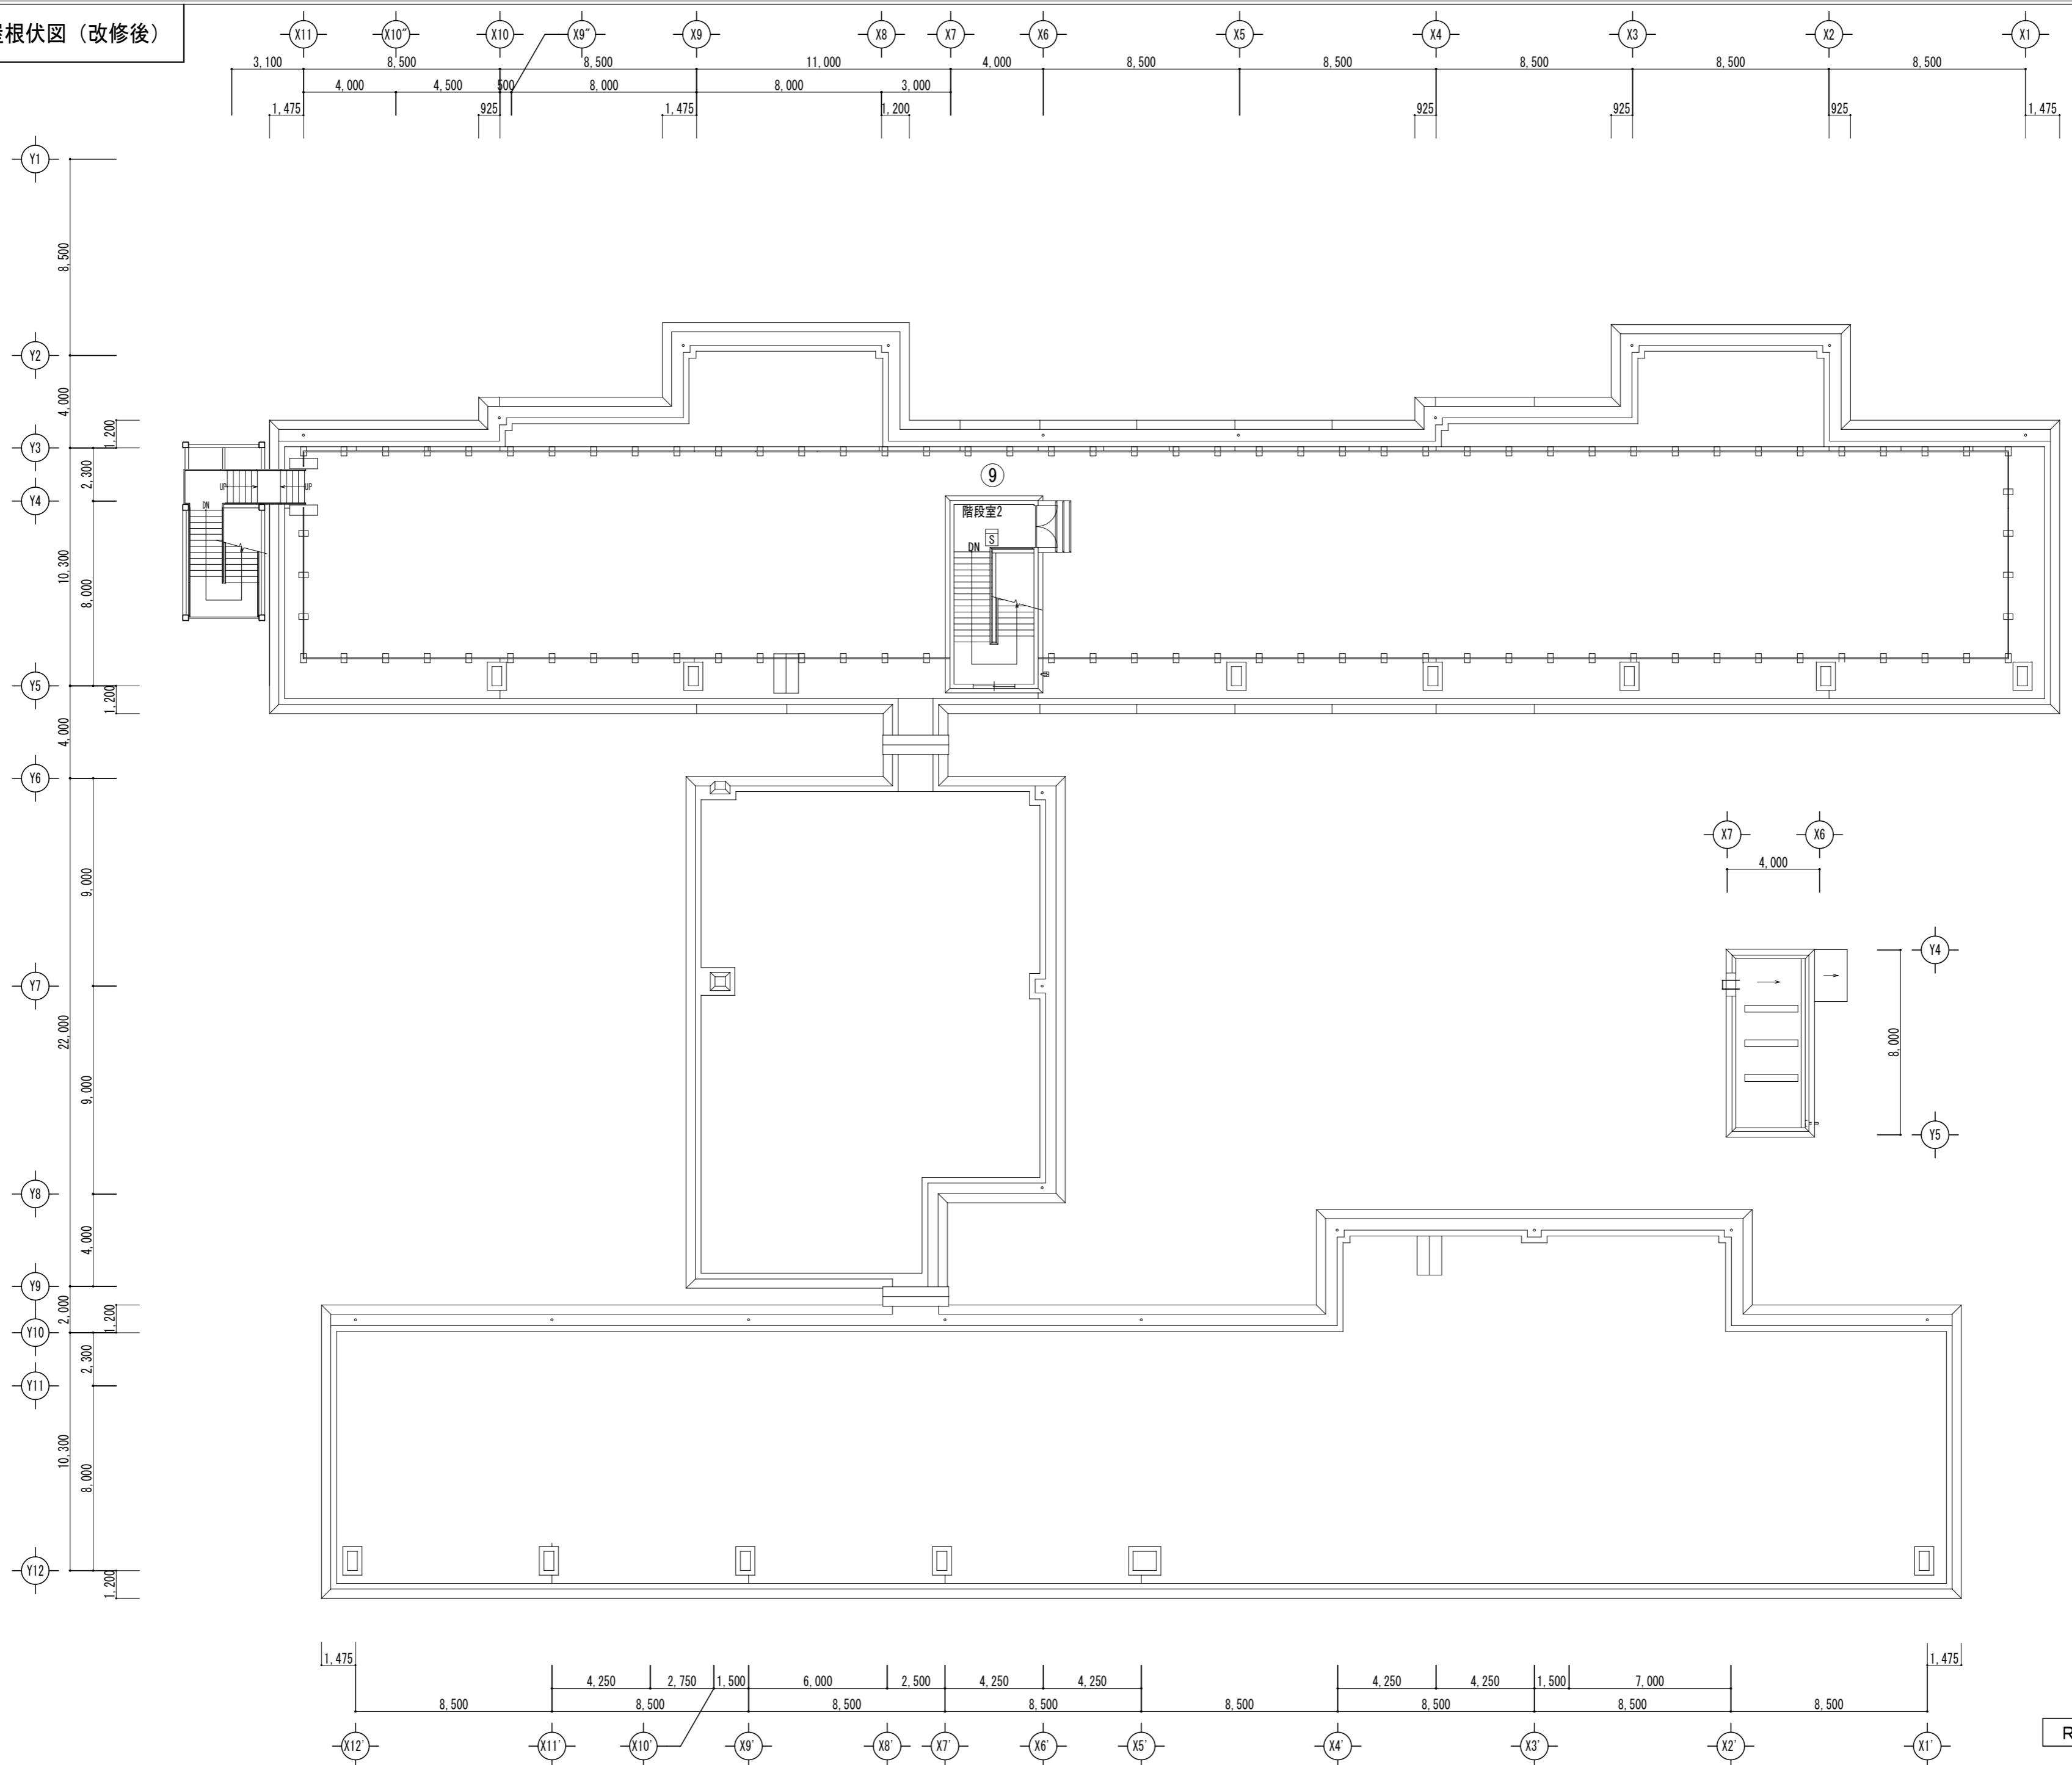 根伏図（改修後）
X11 X10" X10 X9" X9 X8 X7 X6 X5 X4 X3 X2 X1
3,100 8,500 8,500 11,000 4,000 8,500 8,500 8,500 8,500 8,500
4,000 4,500 500 8,000 8,000 3,000
1,475 925 1,475 1,200 925 925 925 1,475
Y1
8,500
Y2
4,000
1,200
Y3
2,300
Y4
10,300
8,000
Y5
1,200
4,000
Y6
9,000
Y7
22,000
9,000
Y8
4,000
Y9
2,000
1,200
Y10
2,300
Y11
10,300
8,000
Y12
1,200
UP UP
DN
9
階段室2
S
DN
X7 X6
4,000
Y4
8,000
Y5
1,475 1,475
4,250 2,750 1,500 6,000 2,500 4,250 4,250 4,250 4,250 1,500 7,000
8,500 8,500 8,500 8,500 8,500 8,500 8,500
X12' X11' X10' X9' X8' X7' X6' X5' X4' X3' X2' X1'
R